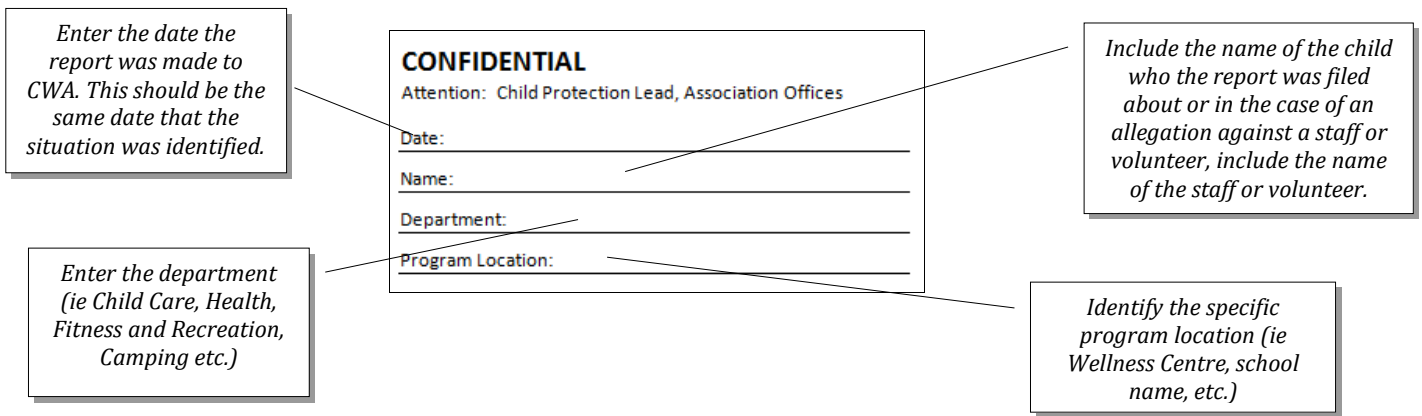 Enter the date the
report was made to
CWA. This should be the
same date that the
situation was identified.
CONFIDENTIAL
Attention: Child Protection Lead, Association Offices
Date:
Name:
Department:
Program Location:
Include the name of the child
who the report was filed
about or in the case of an
allegation against a staff or
volunteer, include the name
of the staff or volunteer.
Enter the department
(ie Child Care, Health,
Fitness and Recreation,
Camping etc.)
Identify the specific
program location (ie
Wellness Centre, school
name, etc.)